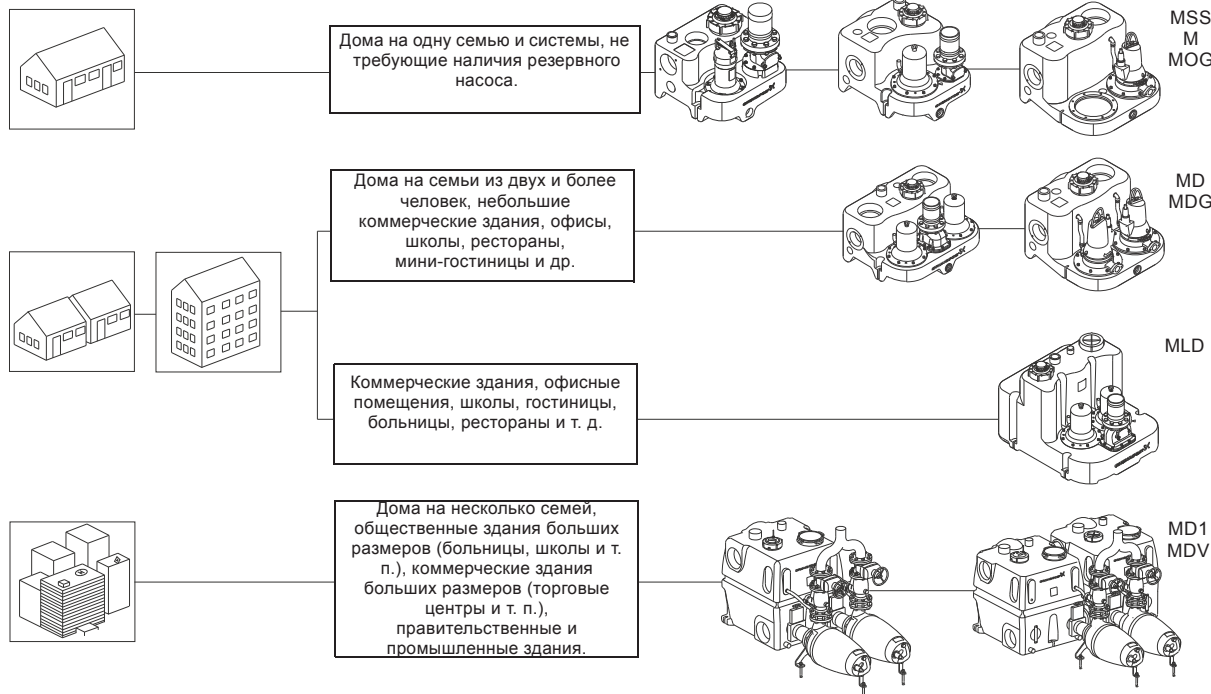 Дома на одну семью и системы, не
требующие наличия резервного
насоса.
MSS
M
MOG
Дома на семьи из двух и более
человек, небольшие
коммерческие здания, офисы,
школы, рестораны,
мини-гостиницы и др.
MD
MDG
Коммерческие здания, офисные
помещения, школы, гостиницы,
больницы, рестораны и т. д.
MLD
Дома на несколько семей,
общественные здания больших
размеров (больницы, школы и т.
п.), коммерческие здания
больших размеров (торговые
центры и т. п.),
правительственные и
промышленные здания.
MD1
MDV